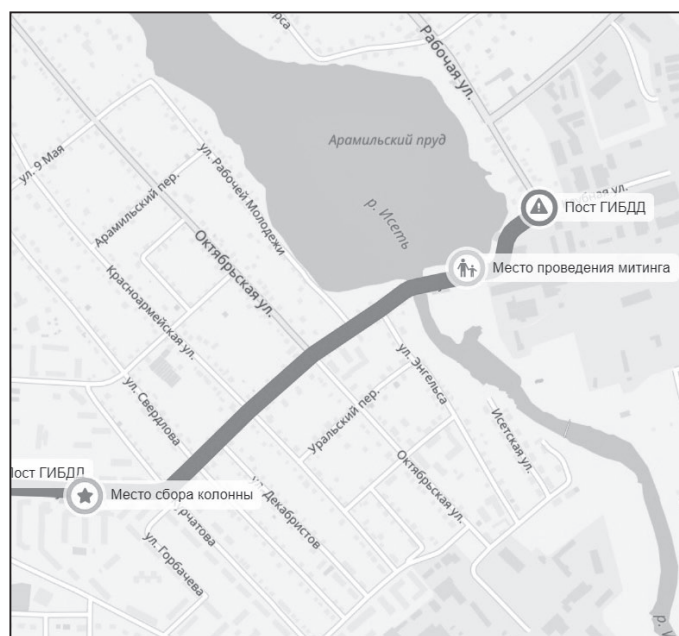 Рабочая ул.
Арамильский пруд
ул. 9 Мая
ул. Рабочей Молодежи
Арамильский пер.
р. Исеть
Пост ГИБДД
Октябрьская ул.
Место проведения митинга
Красноармейская ул.
ул. Энгельса
ул. Свердлова
Уральский пер.
Исетская ул.
Октябрьская ул.
Пост ГИБДД
Место сбора колонны
ул. Декабристов
ул. Горбачева